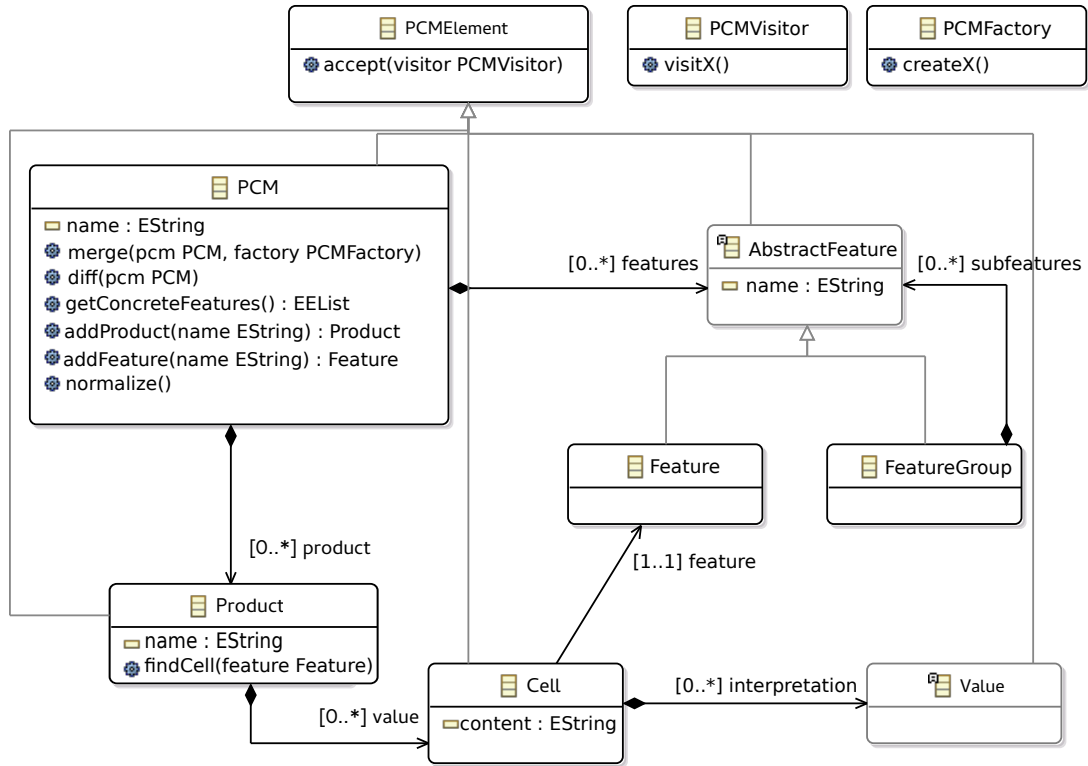 PCMElement
accept(visitor PCMVisitor)
PCMVisitor
visitX()
PCMFactory
createX()
PCM
name : EString
merge(pcm PCM, factory PCMFactory)
diff(pcm PCM)
getConcreteFeatures() : EEList
addProduct(name EString) : Product
addFeature(name EString) : Feature
normalize()
[0..*] features
AbstractFeature
name : EString
[0..*] subfeatures
Feature
FeatureGroup
[0..*] product
[1..1] feature
Product
name : EString
findCell(feature Feature)
[0..*] value
Cell
content : EString
[0..*] interpretation
Value